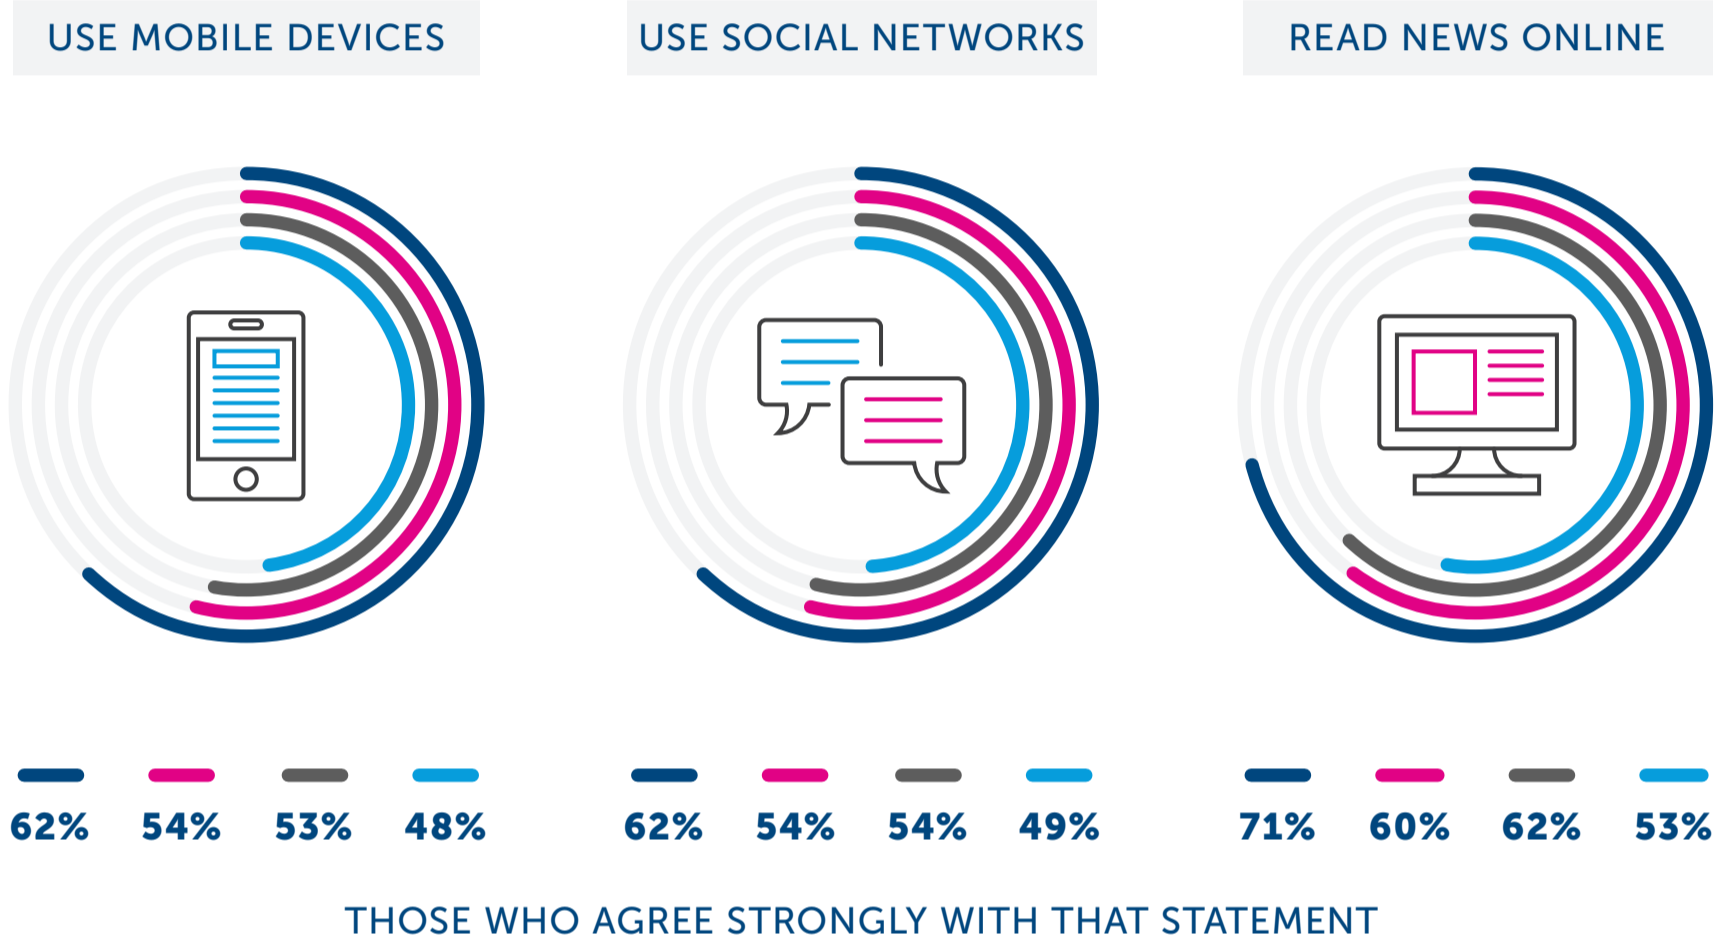 USE MOBILE DEVICES
USE SOCIAL NETWORKS
READ NEWS ONLINE
62% 54% 53% 48%
62% 54% 54% 49%
71% 60% 62% 53%
THOSE WHO AGREE STRONGLY WITH THAT STATEMENT